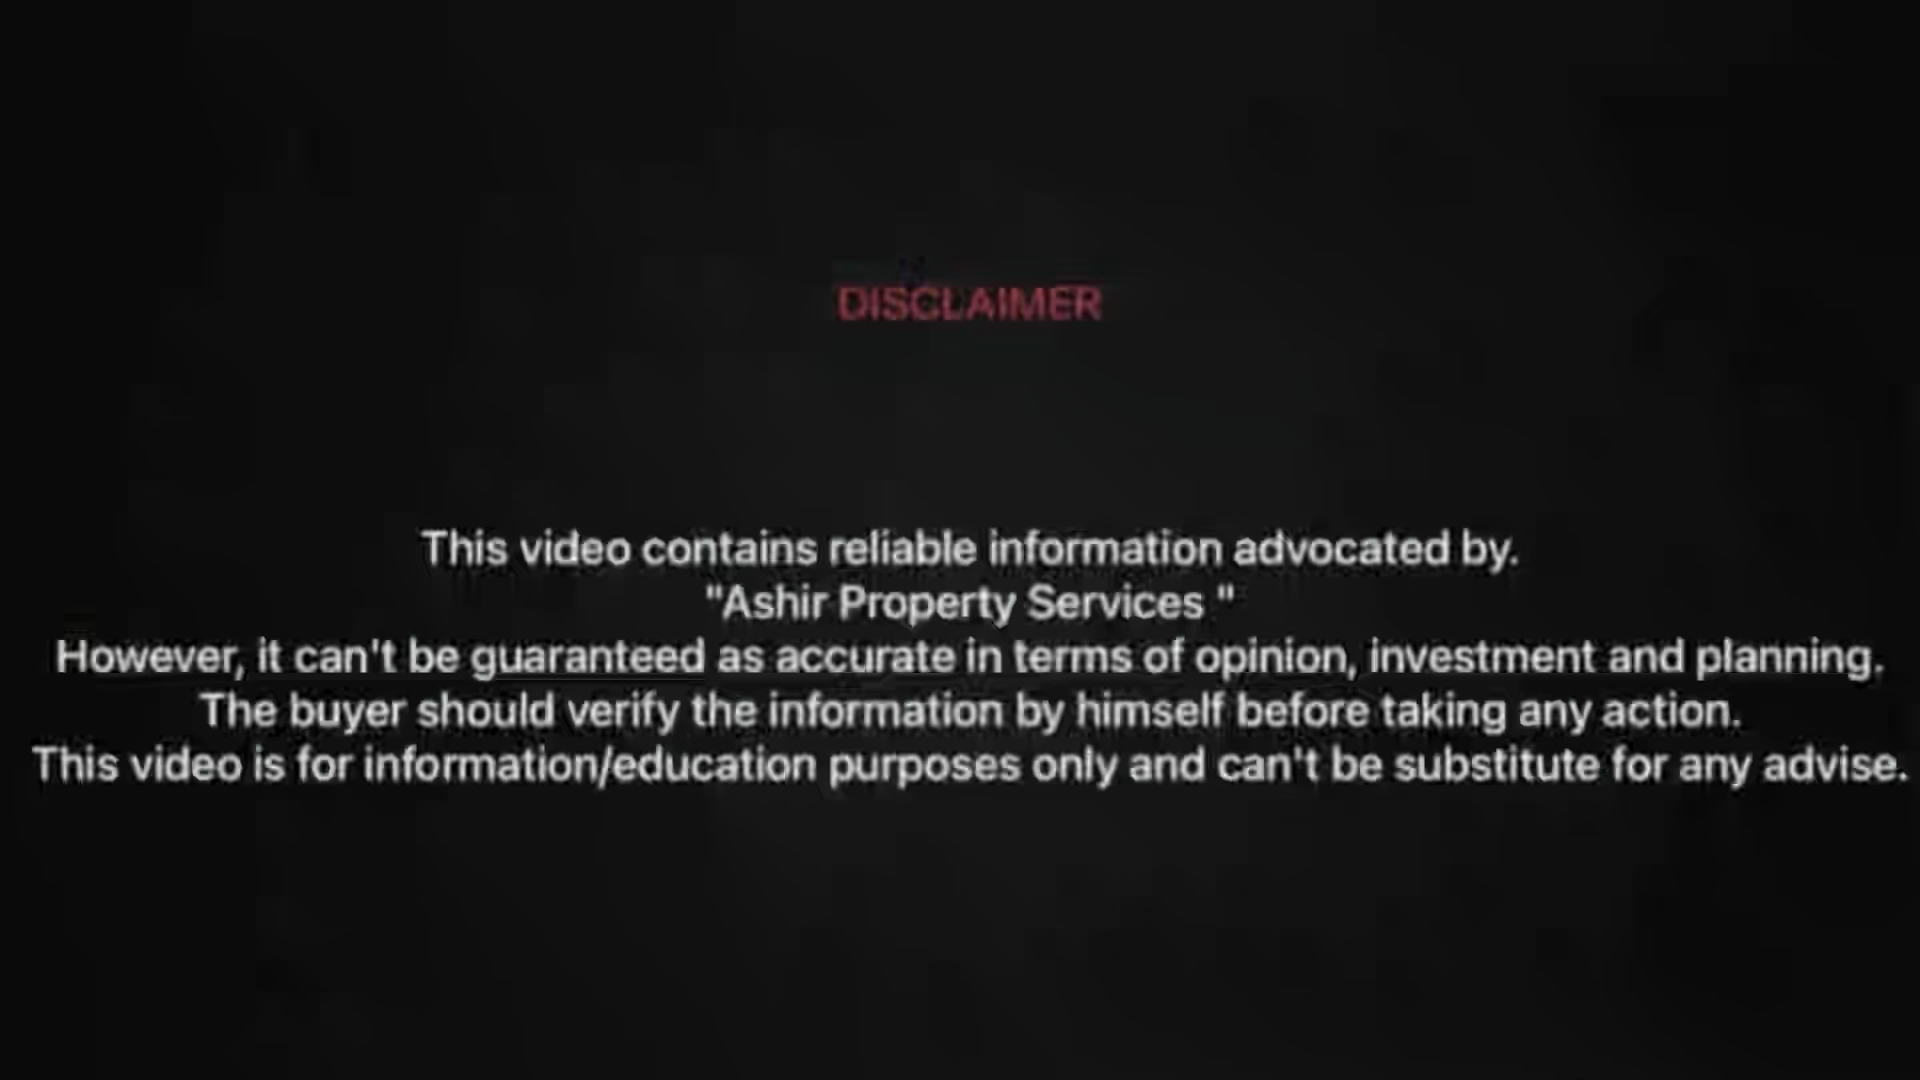 DISCLAIMER
This video contains reliable information advocated by.
"Ashir Property Services "
However, it can't be guaranteed as accurate in terms of opinion, investment and planning.
The buyer should verify the information by himself before taking any action.
This video is for information/education purposes only and can't be substitute for any advise.